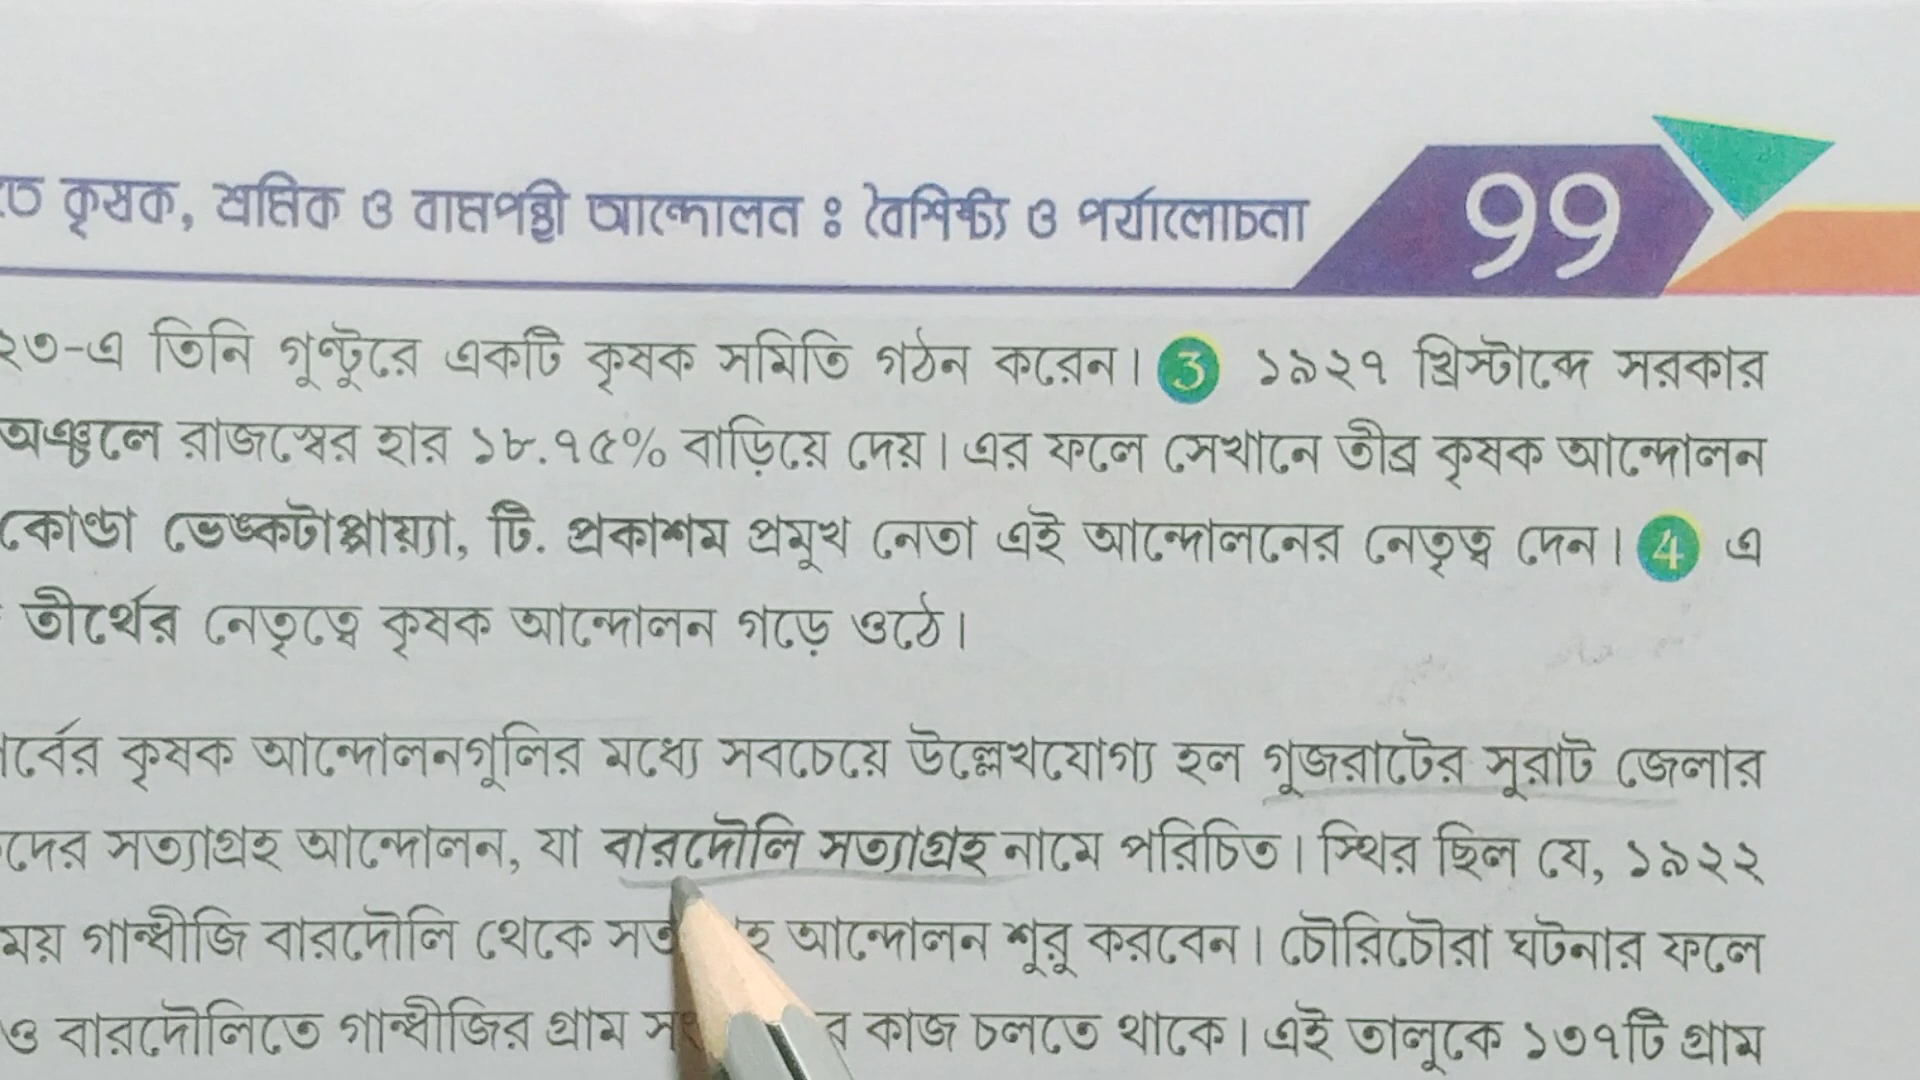 কৃষক, শ্রমিক ও বামপন্থী আন্দোলন : বৈশিষ্ট্য ও পর্যালোচনা
৭৭
২৩-এ তিনি গুন্টুরে একটি কৃষক সমিতি গঠন করেন। 3 ১৯২৭ খ্রিস্টাব্দে সরকার
অঞ্চলে রাজস্বের হার ১৮.৭৫% বাড়িয়ে দেয়। এর ফলে সেখানে তীব্র কৃষক আন্দোলন
কোণ্ডা ভেঙ্কটাপ্পায়্যা, টি. প্রকাশম প্রমুখ নেতা এই আন্দোলনের নেতৃত্ব দেন। 4 এ
তীর্থের নেতৃত্বে কৃষক আন্দোলন গড়ে ওঠে।
কৃষক আন্দোলনগুলির মধ্যে সবচেয়ে উল্লেখযোগ্য হল গুজরাটের সুরাট জেলার
দের সত্যাগ্রহ আন্দোলন, যা বারদৌলি সত্যাগ্রহ নামে পরিচিত। স্থির ছিল যে, ১৯২২
ময় গান্ধীজি বারদৌলি থেকে আন্দোলন শুরু করবেন। চৌরিচৌরা ঘটনার ফলে
ও বারদৌলিতে গান্ধীজির গ্রাম কাজ চলতে থাকে। এই তালুকে ১৩৭টি গ্রাম